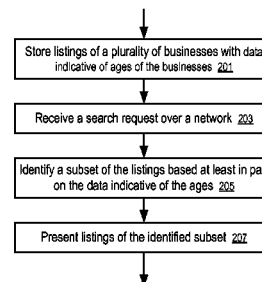 Store listings of a plurality of businesses with data
indicative of ages of the businesses 201
Receive a search request over a network 203
Identify a subset of the listings based at least in pa
on the data indicative of the ages 205
Present listings of the identified subset 207